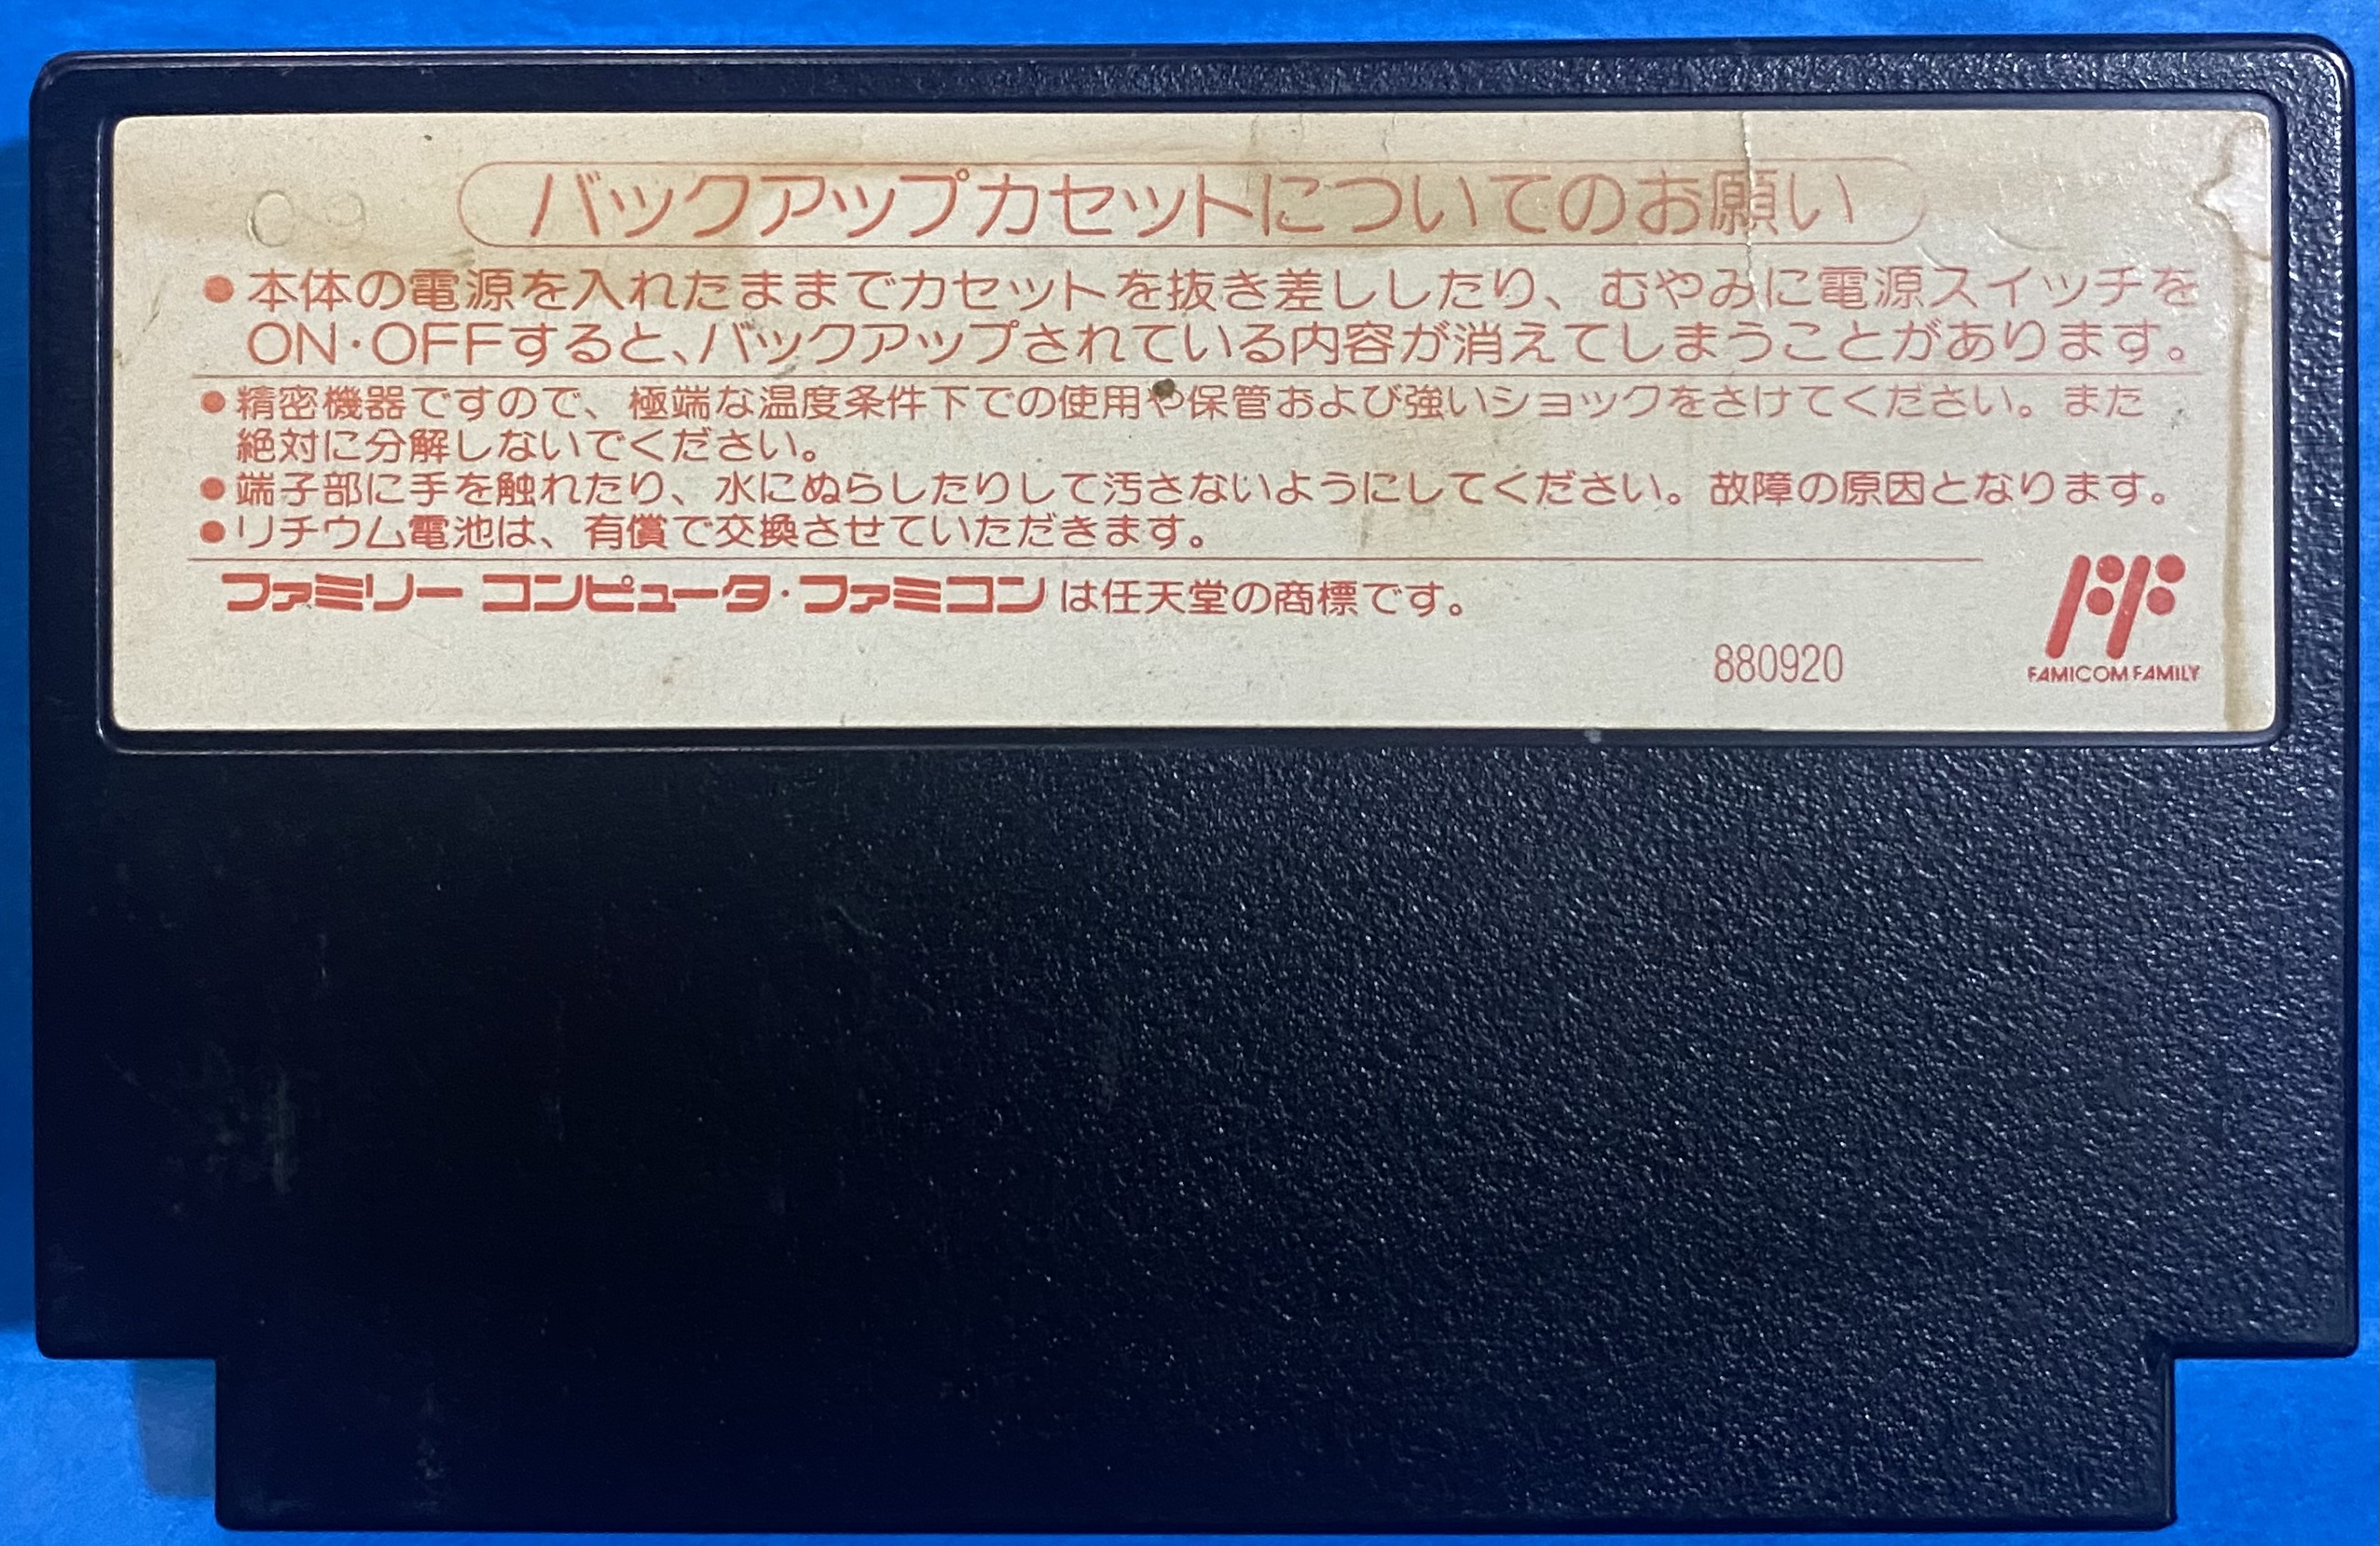 バックアップカセットについてのお願い
●本体の電源を入れたままでカセットを抜き差ししたり、むやみに電源スイッチを
ON・OFFすると、バックアップされている内容が消えてしまうことがあります。
●精密機器ですので、極端な温度条件下での使用や保管および強いショックをさけてください。また
絶対に分解しないでください。
●端子部に手を触れたり、水にぬらしたりして汚さないようにしてください。故障の原因となります。
●リチウム電池は、有償で交換させていただきます。
ファミリー コンピュータ・ファミコンは任天堂の商標です。
880920
FAMICOM FAMILY